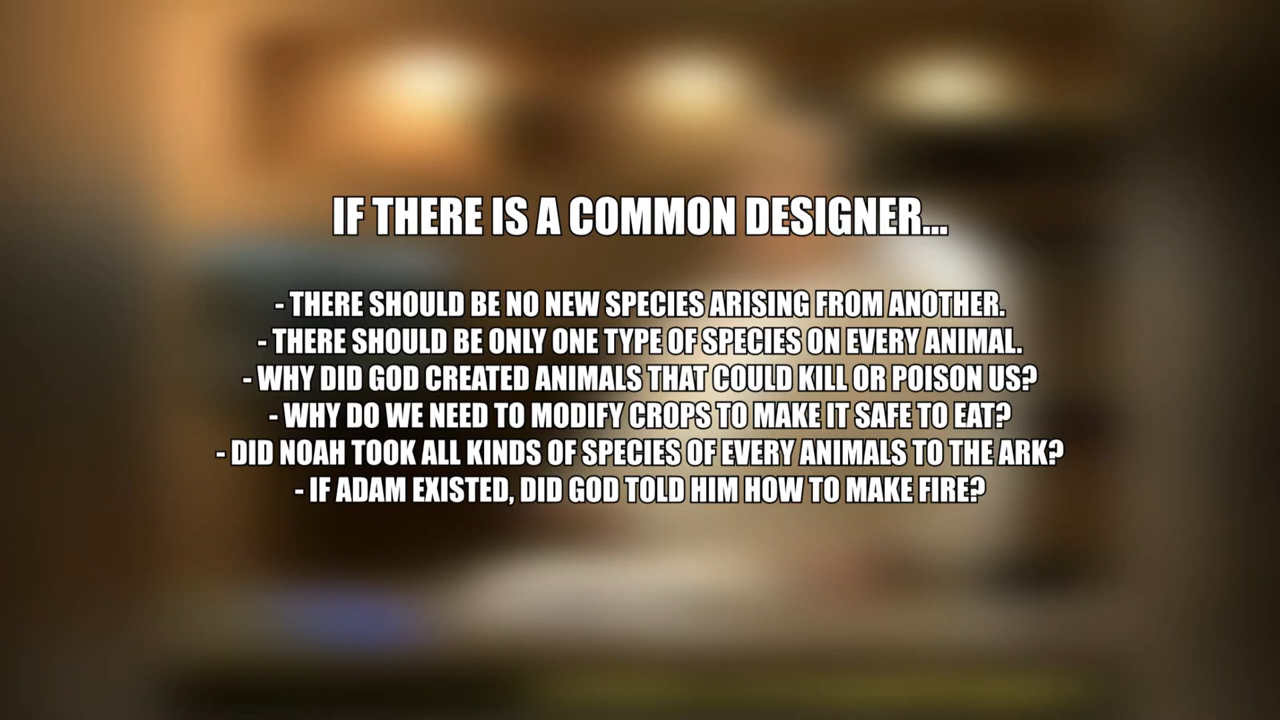 IF THERE IS A COMMON DESIGNER...
- THERE SHOULD BE NO NEW SPECIES ARISING FROM ANOTHER.
- THERE SHOULD BE ONLY ONE TYPE OF SPECIES ON EVERY ANIMAL.
- WHY DID GOD CREATED ANIMALS THAT COULD KILL OR POISON US?
- WHY DO WE NEED TO MODIFY CROPS TO MAKE IT SAFE TO EAT?
- DID NOAH TOOK ALL KINDS OF SPECIES OF EVERY ANIMALS TO THE ARK?
- IF ADAM EXISTED, DID GOD TOLD HIM HOW TO MAKE FIRE?